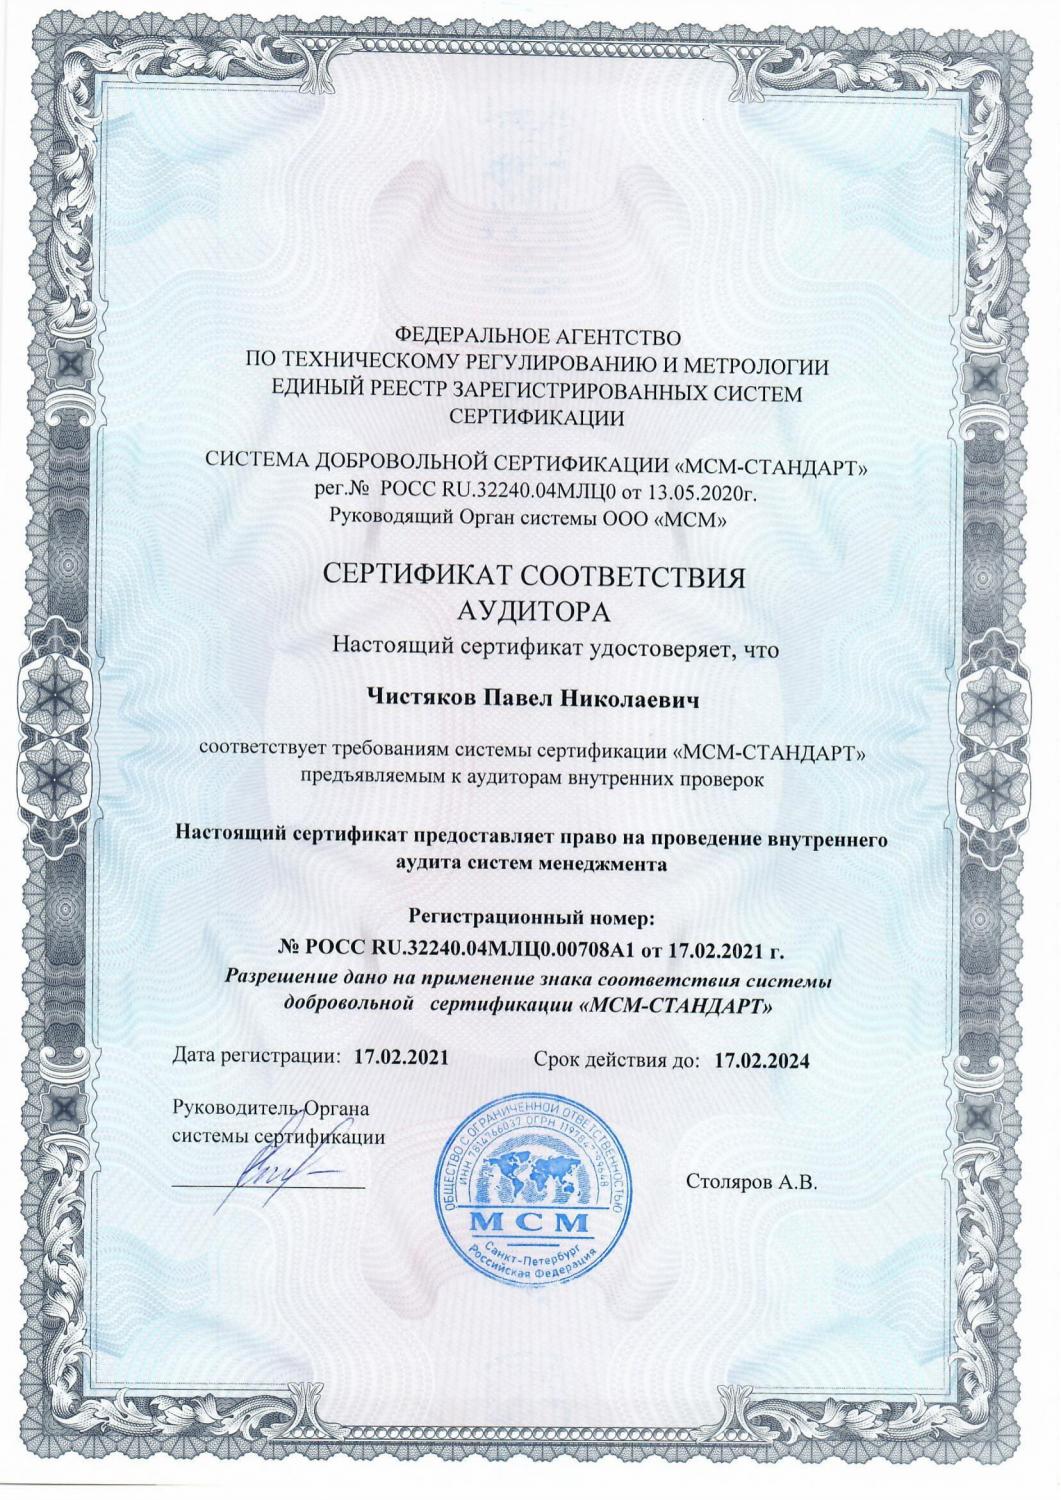 ФЕДЕРАЛЬНОЕ АГЕНТСТВО
ПО ТЕХНИЧЕСКОМУ РЕГУЛИРОВАНИЮ И МЕТРОЛОГИИ
ЕДИНЫЙ РЕЕСТР ЗАРЕГИСТРИРОВАННЫХ СИСТЕМ
СЕРТИФИКАЦИИ
СИСТЕМА ДОБРОВОЛЬНОЙ СЕРТИФИКАЦИИ «МСМ-СТАНДАРТ»
рег.№ РОСС RU.32240.04МЛЦ0 от 13.05.2020г.
Руководящий Орган системы ООО «МСМ»
СЕРТИФИКАТ СООТВЕТСТВИЯ
АУДИТОРА
Настоящий сертификат удостоверяет, что
Чистяков Павел Николаевич
соответствует требованиям системы сертификации «МСМ-СТАНДАРТ»
предъявляемым к аудиторам внутренних проверок
Настоящий сертификат предоставляет право на проведение внутреннего
аудита систем менеджмента
Регистрационный номер:
№ РОСС RU.32240.04МЛЦ0.00708А1 от 17.02.2021 г.
Разрешение дано на применение знака соответствия системы
добровольной сертификации «МСМ-СТАНДАРТ»
Дата регистрации: 17.02.2021 Срок действия до: 17.02.2024
Руководитель Органа
системы сертификации
Столяров А.В.
ОБЩЕСТВО С ОГРАНИЧЕННОЙ ОТВЕТСТВЕННОСТЬЮ
ИНН 7814766037 ОГРН
МСМ
Санкт-Петербург
Российская Федерация